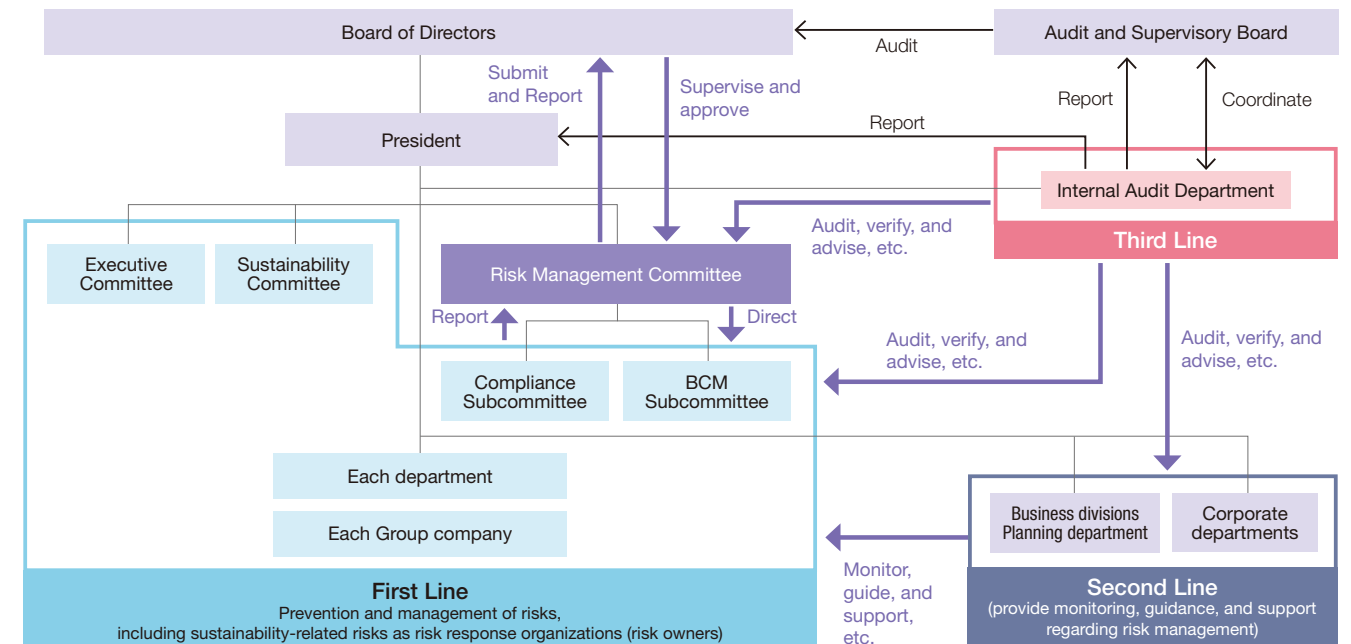 Board of Directors
Audit and Supervisory Board
Audit
Submit
and Report
Supervise and
approve
Report
Coordinate
President
Report
Internal Audit Department
Third Line
Audit, verify, and
advise, etc.
Executive
Committee
Sustainability
Committee
Risk Management Committee
Report
Direct
Audit, verify, and
advise, etc.
Audit, verify, and
advise, etc.
Compliance
Subcommittee
BCM
Subcommittee
Each department
Each Group company
Business divisions
Planning department
Corporate
departments
Monitor,
guide, and
support,
etc.
First Line
Prevention and management of risks,
including sustainability-related risks as risk response organizations (risk owners)
Second Line
(provide monitoring, guidance, and support
regarding risk management)